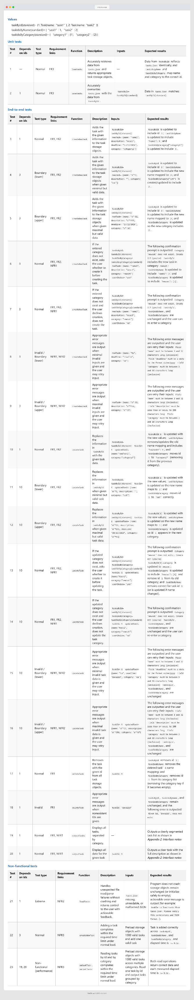 Values
taskById{standard}= {1: Task{name: "task1" }, 2: Task{name: "task2" }}
taskIdsByName{standard}= { "task1" : 1, "task2" : 2}
taskIdsByCategory{standard}= { "category1" : [1], "category2" : [2] }
Unit tests
Test # Depends on ids Test type Requirement links Function Description Inputs Expected results
1 — Normal FR3 loadTasks Accurately retrieves data from tasks.json and returns appropriate task storage objects. — Data from tasksById reflects tasks.json identically, and taskIdsByName and taskIdsByCategory map name and category to the correct id.
2 1 Normal FR3 saveTasks Accurately overwrites tasks.json with the data from tasksById. tasksById= taskById{standard} Data in tasks.json matches: taskById{standard}
End-to-end tests
Test # Depends on ids Test type Requirement links Function Description Inputs Expected results
3 1 Normal FR1, FR2 createNewTask Adds the task with the given information to the task storage objects. tasksById= taskById{standard} newTask= {name: "name1", description: "desc1", deadline: "15/12/2026", category: "category1"} tasksById is updated to include id 3; taskIdsByName is updated to include "name1": 3; and taskIdsByCategory["category1"] is updated to include 3.
4 3 Boundary (lower) FR1, FR2 createNewTask Adds the task with the given information to the task storage objects when given minimal but valid data. tasksById= taskById{standard} newTask= {name: "a"*3, description: "", category: "cat"} tasksById is updated to include id 3; taskIdsByName is updated to include the new name mapped to 3; and taskIdsByCategory["cat"] is created/updated to include 3.
5 3 Boundary (upper) FR1, FR2 createNewTask Adds the task with the given information to the task storage objects when given maximal but valid data. tasksById= taskById{standard} newTask= {name: "a"*32, description: "a"*255, deadline: "15/12/2026", category: "a"*16} tasksById is updated to include id 3; taskIdsByName is updated to include the new name mapped to 3; and taskIdsByCategory is updated so the new category includes 3.
6 3 Normal FR1, FR2, NFR1 createNewTask If the entered category does not exist, asks the user whether to create it before creating the task. tasksById= taskById{standard} taskIdsByCategory= taskIdsByCategory{standard} newTask= {name: "name3", description: "desc3", category: "newcat"} userChoice= "yes" The following confirmation prompt is outputted: Category 'newcat' does not exist. Create it? (yes/no) tasksById includes the new task in category newcat; taskIdsByName is updated to include "name3": 3; and taskIdsByCategory is updated to include "newcat": [3].
7 3 Normal FR1, FR2, NFR1 createNewTask If the entered category does not exist and the user declines creation, does not create the task. tasksById= taskById{standard} taskIdsByCategory= taskIdsByCategory{standard} newTask= {name: description: category: "newcat"} userChoice= "no" The following confirmation prompt is outputted: Category 'newcat' does not exist. Create it? (yes/no) tasksById, taskIdsByName, and taskIdsByCategory are unchanged and the user can re-enter a category.
8 3 Invalid / Boundary (lower) NFR1, NFR2 createNewTask Appropriate error messages are output when minimal invalid inputs are given and the user may retry input. newTask= {name: "ta", deadline: "invalid", category: "ca"} The following error messages are outputted and the user can retry their inputs: Field 'name' must be between 3 and 32 characters long (inclusive) Field 'deadline' must be a date in the format dd/mm/yyyy Field 'category' must be between 3 and 16 characters long (inclusive)
9 3 Invalid / Boundary (upper) NFR1, NFR2 createNewTask Appropriate error messages are output when maximal invalid inputs are given and the user may retry input. newTask= {name: "a"*33, description: "a"*256, category: "a"*17} The following error messages are outputted and the user can retry their inputs: Field 'name' must be between 3 and 32 characters long (inclusive) Field 'description' must be less than or equal to 255 characters long Field 'category' must be between 3 and 16 characters long (inclusive)
10 1 Normal FR1, FR2 updateTask Replaces the information in tasksById with the given task data. tasksById= taskById{standard} taskId= 1 updatedTask= {name:"newTask1", category:"category2"} tasksById[1] is updated with the new values; taskIdsByName removes/updates the old name mapping and includes "newTask1": 1; and taskIdsByCategory moves id 1 to "category2" (removing it from the previous category).
11 10 Boundary (lower) FR1, FR2 updateTask Replaces the information in tasksById when given minimal but valid task data. tasksById= taskById{standard} taskId= 1 updatedTask= {name: "a"*3, description: "", category: "cat"} tasksById[1] is updated with the new values; taskIdsByName is updated so the new name maps to 1; and taskIdsByCategory moves id 1 to "cat" correctly.
12 10 Boundary (upper) FR1, FR2 updateTask Replaces the information in tasksById when given maximal but valid task data. tasksById= taskById{standard} taskId= 1 updatedTask= {name: "a"*32, description: "a"*255, deadline: "15/12/2026", category: tasksById[1] is updated with the new values; taskIdsByName is updated so the new name maps to 1; and taskIdsByCategory is updated so id 1 appears in the new category.
13 10 Normal FR1, FR2, NFR1 updateTask If the updated category does not exist, asks the user whether to create it before updating the task. tasksById= taskById{standard} taskIdsByCategory= taskIdsByCategory{standard} taskId= 1 updatedTask= {name:"task1", category:"newcat"} userChoice= "yes" The following confirmation prompt is outputted: Category 'newcat' does not exist. Create it? (yes/no) tasksById[1].category is updated to newcat; taskIdsByCategory is updated to include "newcat": [1] and remove id 1 from its old category; and taskIdsByName remains correct for task id 1 (or is updated if name changed).
14 10 Normal FR1, FR2, NFR1 updateTask If the updated category does not exist and the user declines creation, does not update the task category. tasksById= taskById{standard} taskIdsByCategory= taskIdsByCategory{standard} taskId= 1 updatedTask= {name:"task1", category:"newcat"} userChoice= "no" The following confirmation prompt is outputted: Category 'newcat' does not exist. Create it? (yes/no) tasksById, taskIdsByName, and taskIdsByCategory are unchanged and the user can re-enter a category.
15 10 Invalid / Boundary (lower) NFR1, NFR2 updateTask Appropriate error messages are output when minimal invalid task data is given and the user may retry input. taskId= 1 updatedTask= {name: "ta", deadline: "invalid", category: "ca"} The following error messages are outputted and the user can retry their inputs: Field 'name' must be between 3 and 32 characters long (inclusive) Field 'deadline' must be a date in the format dd/mm/yyyy Field 'category' must be between 3 and 16 characters long (inclusive) tasksById, taskIdsByName, and taskIdsByCategory are unchanged
16 10 Invalid / Boundary (upper) NFR1, NFR2 updateTask Appropriate error messages are output when maximal invalid task data is given and the user may retry input. taskId= 1 updatedTask= {name: "a"*33, description: "a"*256, category: "a"*17} The following error messages are outputted and the user can retry their inputs: Field 'name' must be between 3 and 32 characters long (inclusive) Field 'description' must be less than or equal to 255 characters long Field 'category' must be between 3 and 16 characters long (inclusive) tasksById, taskIdsByName, and taskIdsByCategory are unchanged
17 1 Normal FR1 deleteTask Removes the task with the given id from all task storage objects. taskId: 1 tasksById removes id 1; taskIdsByName removes the deleted task's name mapping; and taskIdsByCategory removes id 1 from its category list (removing the category key if it becomes empty).
18 1 Invalid FR1 deleteTask Appropriate error messages are output when nonexistent IDs are given taskId: "invalid" tasksById, taskIdsByName, and taskIdsByCategory remain unchanged, and the following error is outputted: Given id, 'invalid', does not exist
19 1 Normal FR1, NFR1 outputTasks Displays all tasks, separated by category. — Outputs a clearly segmented task list as shown in Appendix 2: Interface notes
20 1 Normal FR1, NFR1 outputTask Displays all data for the given task taskId: 1 Outputs a clear task with the full description as shown in Appendix 2: Interface notes
Non-functional tests
Test # Depends on ids Test type Requirement links Function Description Inputs Expected results
21 1 Extreme NFR2 loadTasks Handles unexpected file read/parse failures without crashing and returns control to the user with actionable feedback. tasks.json missing, unreadable, or malformed JSON Program does not crash; storage objects remain unchanged (or initialize safely to empty); actionable error message is output (for example: Unable to load tasks from tasks.json. Please verify file permissions and JSON format.).
22 3 Normal NFR3 createNewTask Adding a task completes within the required time limit under normal load. Preload storage objects with 1000 valid tasks and add one valid task Task is added correctly across tasksById, taskIdsByName, and taskIdsByCategory, and elapsed time is <= 0.5s.
23 19, 20 Non-functional (performance) NFR3 outputTask, outputTasks Reading tasks by id and by category completes within the required time limit under normal load. Preload storage objects with 1000 valid tasks across multiple categories. Read one task by id and output tasks grouped by category. Both read operations return correct data and each measured elapsed time is <= 0.5s.